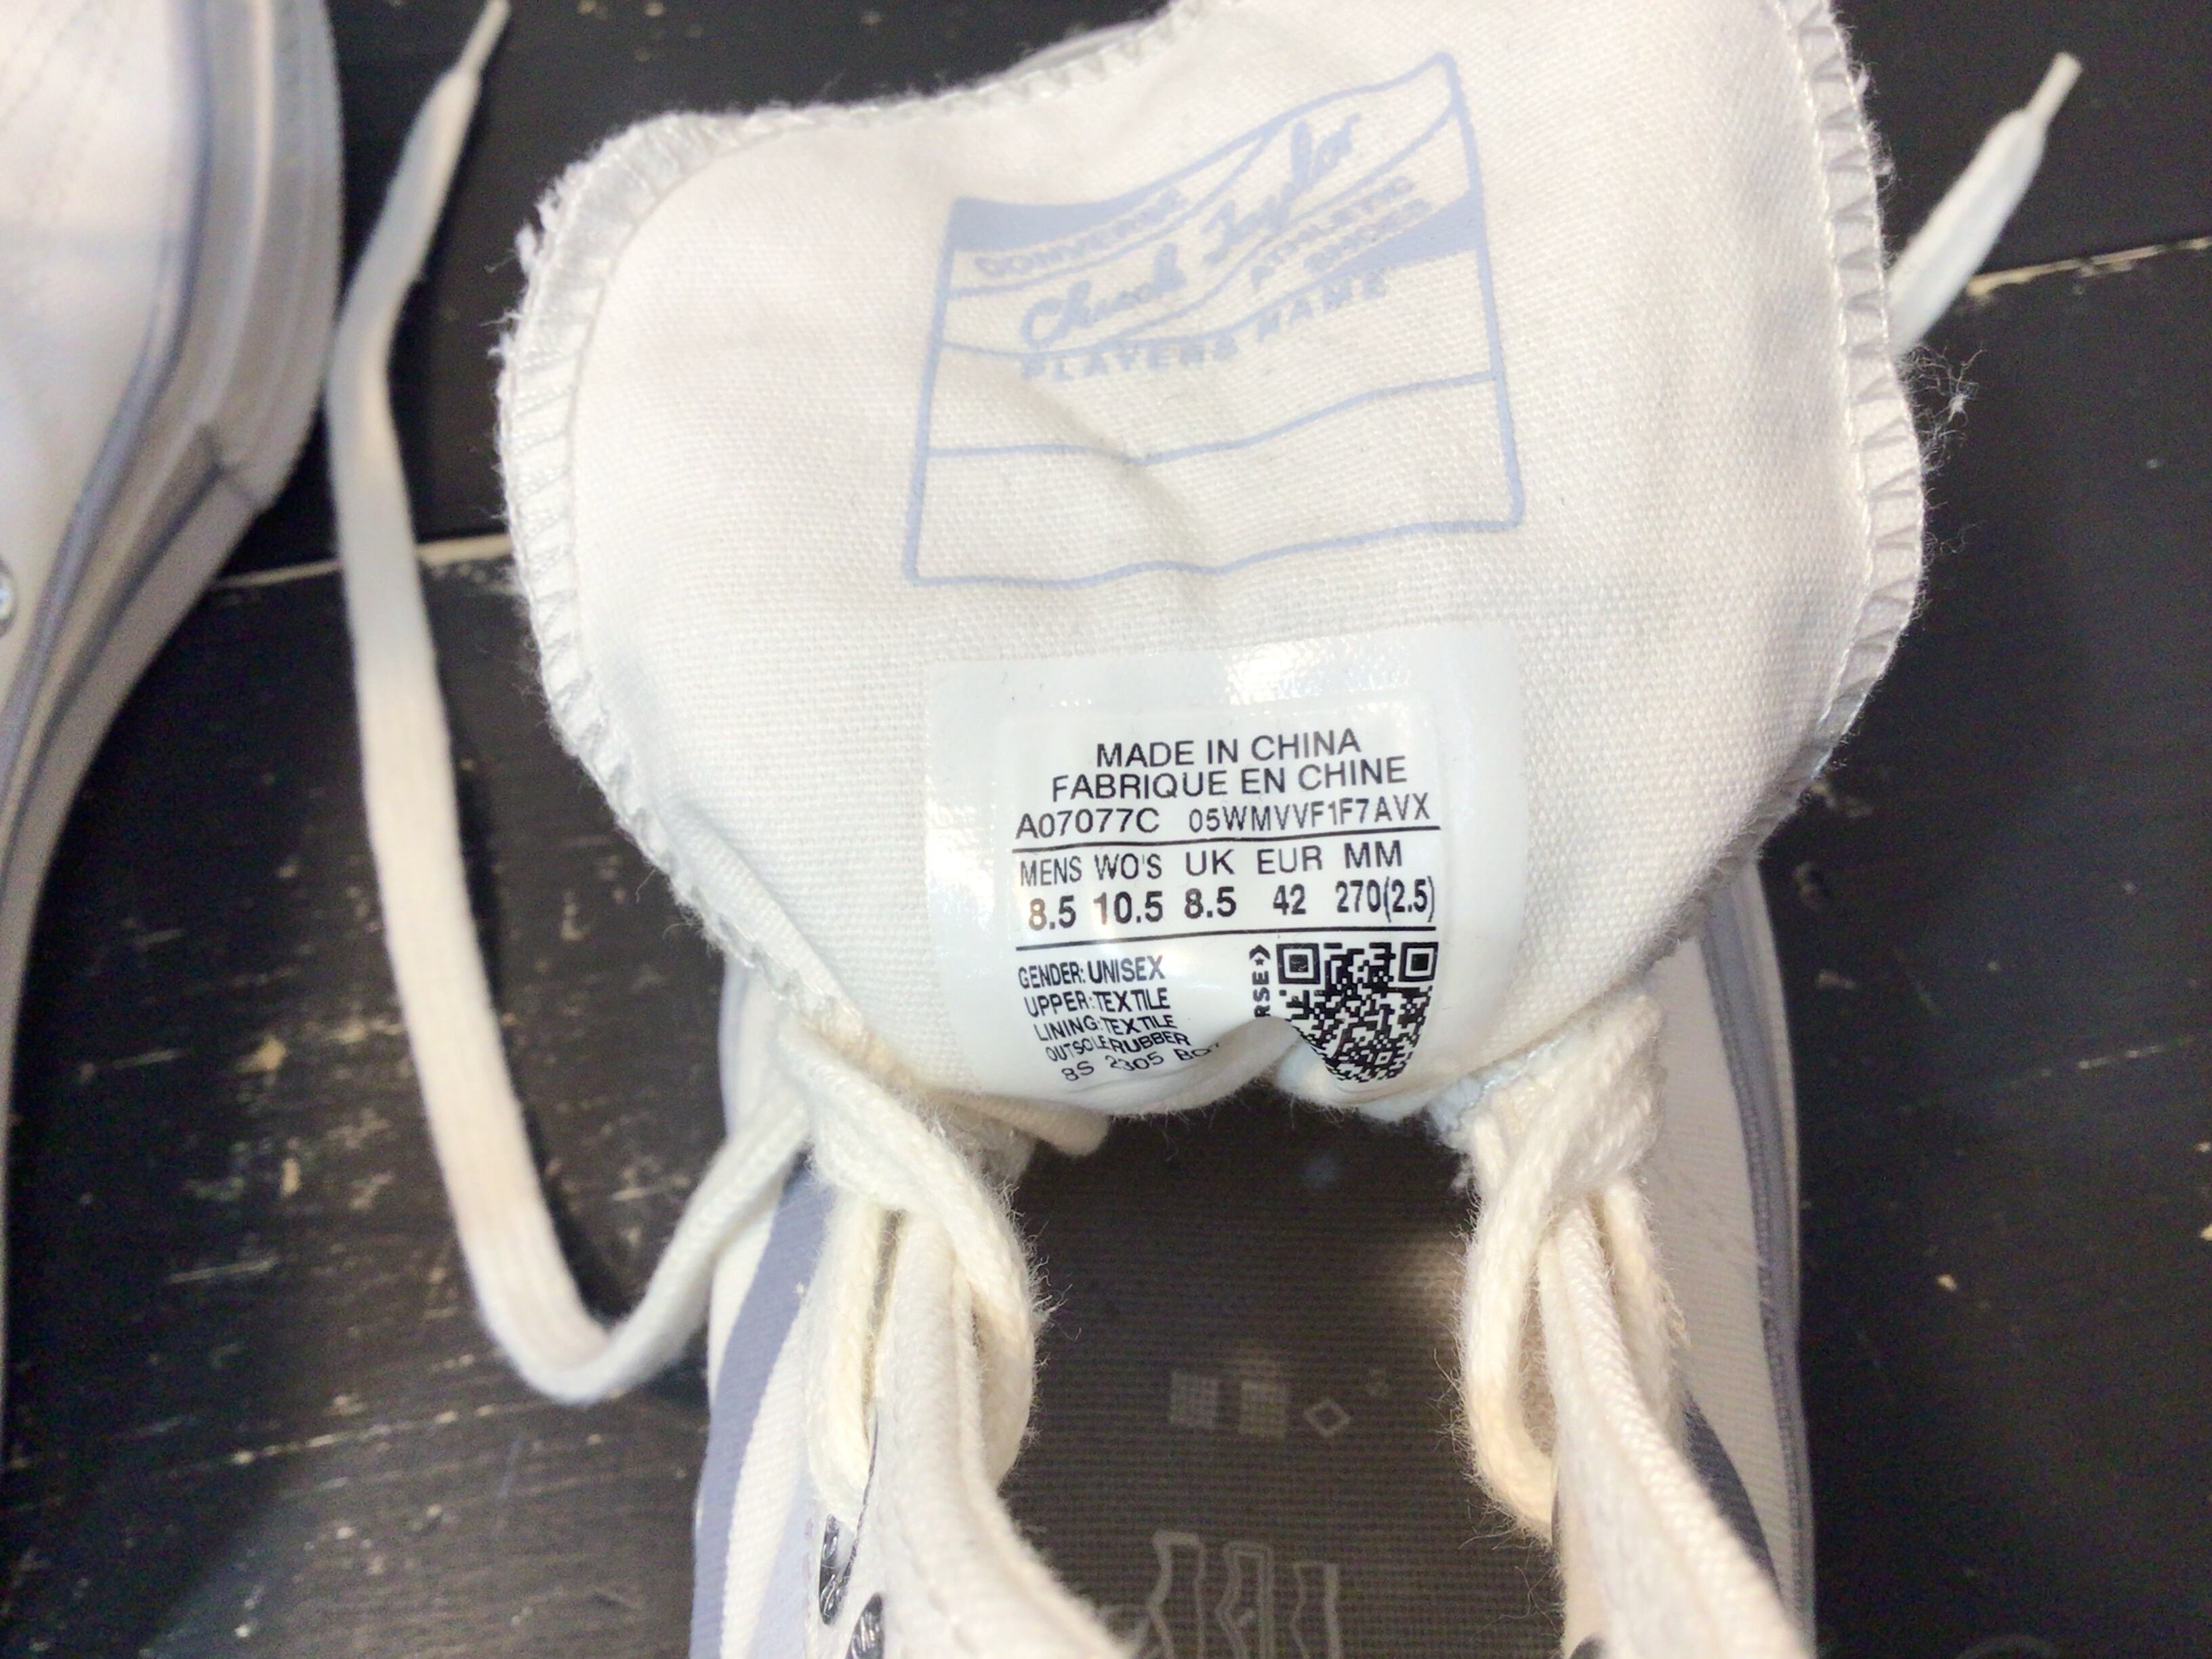 CONVERSE
Chuck Taylor
ATHLETIC
SHOES
PLAYERS NAME
MADE IN CHINA
FABRIQUE EN CHINE
A07077C 05WMVVF1F7AVX
MENS WO'S UK EUR MM
8.5 10.5 8.5 42 270(2.5)
GENDER: UNISEX
UPPER:TEXTILE
LINING:TEXTILE
OUTSOLE:RUBBER
8S 2305